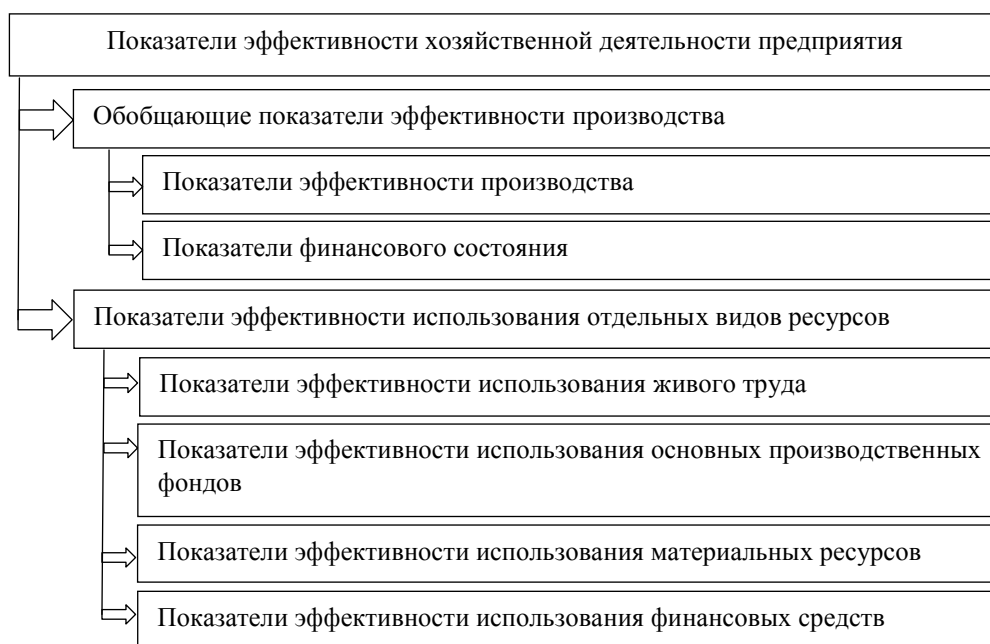 Показатели эффективности хозяйственной деятельности предприятия
Обобщающие показатели эффективности производства
Показатели эффективности производства
Показатели финансового состояния
Показатели эффективности использования отдельных видов ресурсов
Показатели эффективности использования живого труда
Показатели эффективности использования основных производственных
фондов
Показатели эффективности использования материальных ресурсов
Показатели эффективности использования финансовых средств